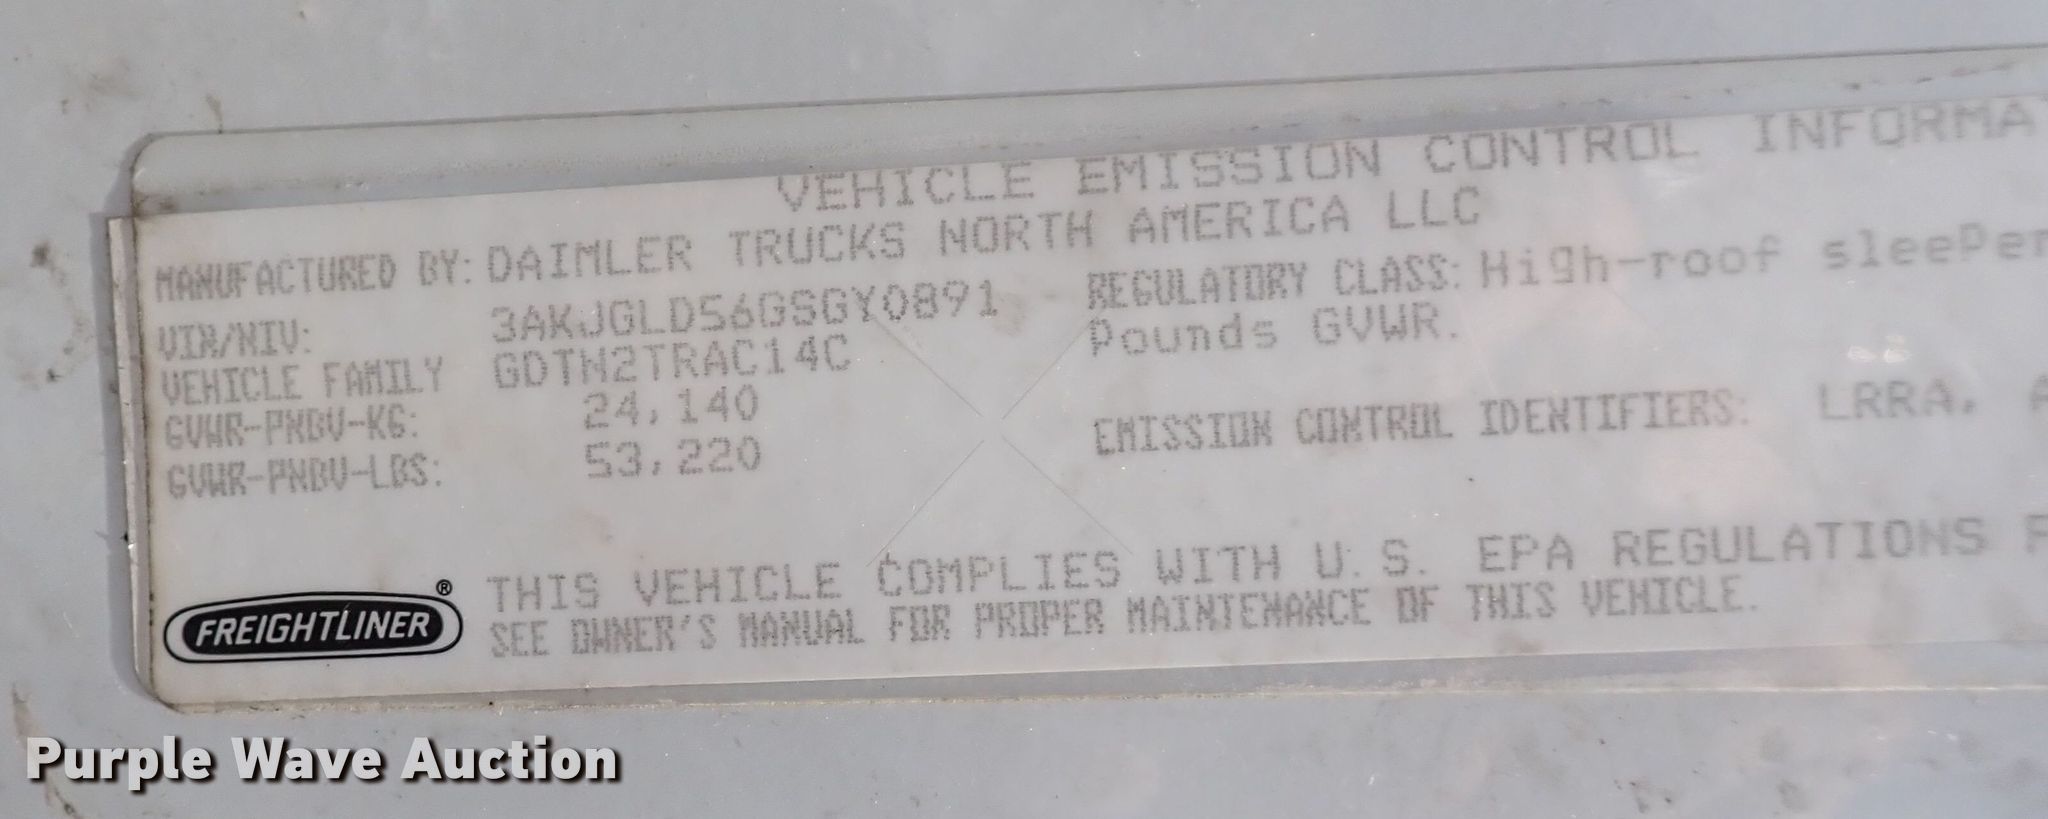 VEHICLE EMISSION CONTROL INFORMA
MANUFACTURED BY: DAIMLER TRUCKS NORTH AMERICA LLC
VIN/NIV: 3AKJGLD56GSGY0891
REGULATORY CLASS: High-roof sleePer
Pounds GVWR.
VEHICLE FAMILY GDTN2TRAC14C
GVWR-PNBV-KG: 24,140
EMISSION CONTROL IDENTIFIERS: LRRA, A
GVWR-PNBV-LBS: 53,220
FREIGHTLINER®
THIS VEHICLE COMPLIES WITH U.S. EPA REGULATIONS F
SEE OWNER'S MANUAL FOR PROPER MAINTENANCE OF THIS VEHICLE.
Purple Wave Auction